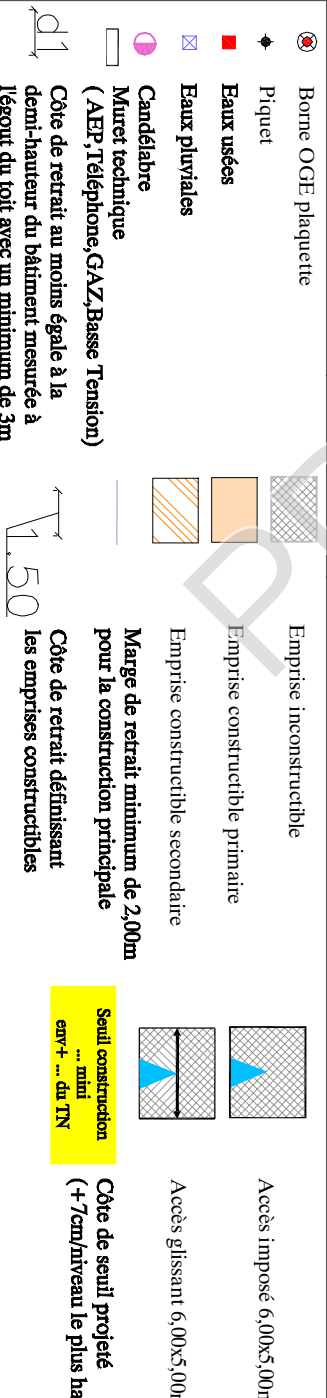 Borne OGE plaquette
Piquet
Eaux usées
Eaux pluviales
Candélabre
Muret technique
( AEP,Téléphone,GAZ,Basse Tension)
d1
Côte de retrait au moins égale à la
demi-hauteur du bâtiment mesurée à
l'égout du toit avec un minimum de 3m
Emprise inconstructible
Emprise constructible primaire
Emprise constructible secondaire
Marge de retrait minimum de 2,00m
pour la construction principale
1.50
Côte de retrait définissant
les emprises constructibles
Accès imposé 6,00x5,00
Accès glissant 6,00x5,00
Seuil construction
... mini
env+ ... du TN
Côte de seuil projeté
(+7cm/niveau le plus ha